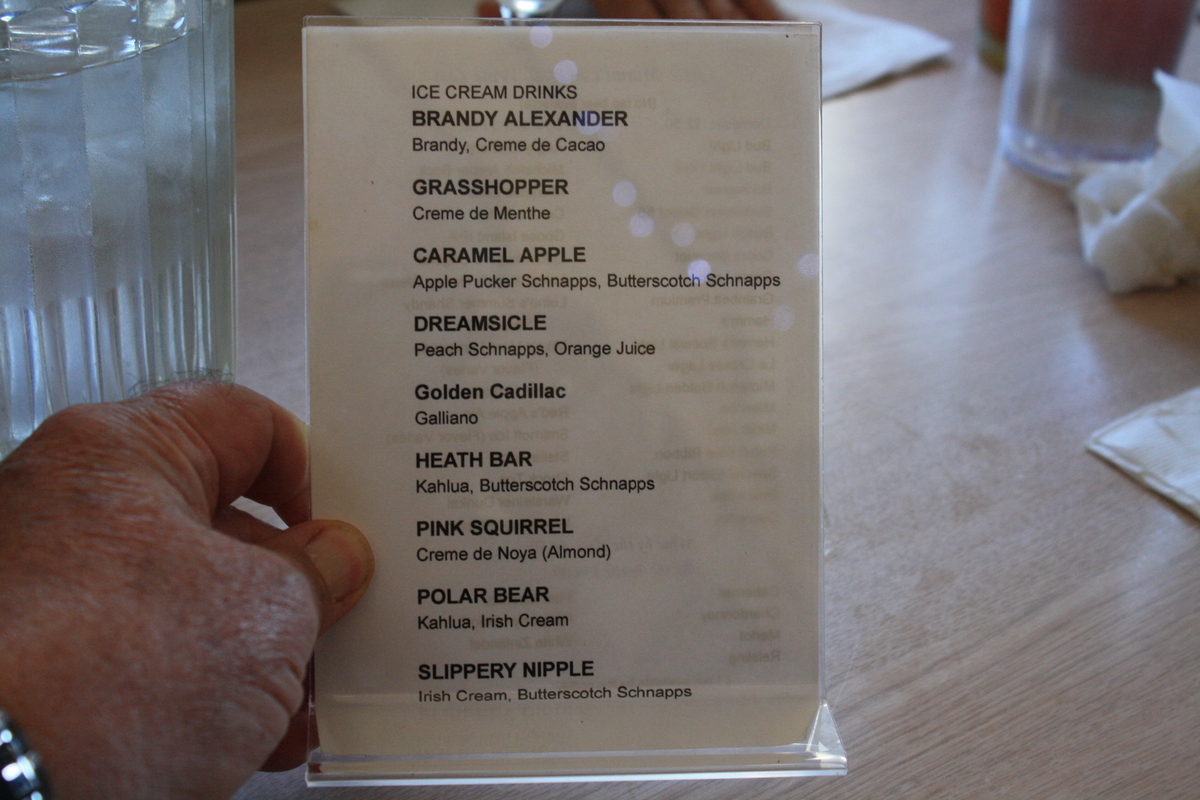 ICE CREAM DRINKS
BRANDY ALEXANDER
Brandy, Creme de Cacao
GRASSHOPPER
Creme de Menthe
CARAMEL APPLE
Apple Pucker Schnapps, Butterscotch Schnapps
DREAMSICLE
Peach Schnapps, Orange Juice
Golden Cadillac
Galliano
HEATH BAR
Kahlua, Butterscotch Schnapps
PINK SQUIRREL
Creme de Noya (Almond)
POLAR BEAR
Kahlua, Irish Cream
SLIPPERY NIPPLE
Irish Cream, Butterscotch Schnapps